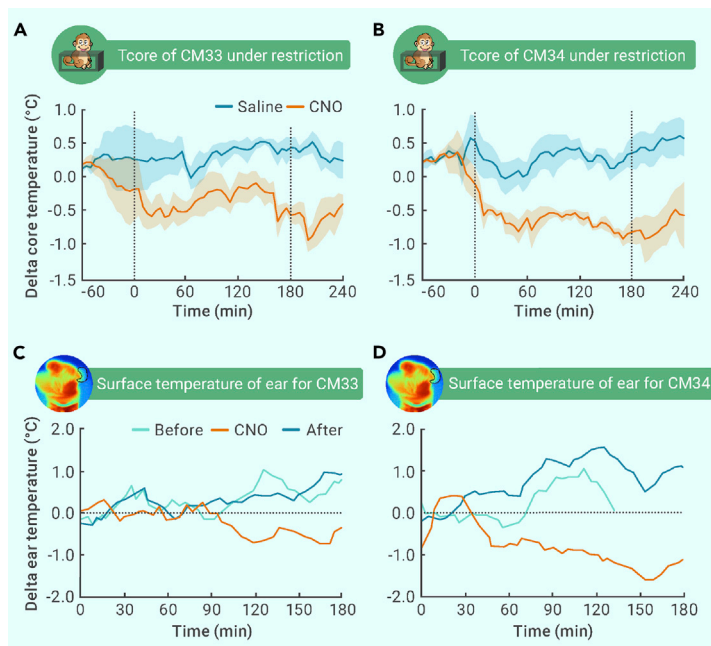 A
Tcore of CM33 under restriction
B
Tcore of CM34 under restriction
Delta core temperature (°C)
1.0
0.5
0.0
-0.5
-1.0
-1.5
Saline
CNO
-60 0 60 120 180 240
Time (min)
1.0
0.5
0.0
-0.5
-1.0
-1.5
-60 0 60 120 180 240
Time (min)
C
Surface temperature of ear for CM33
D
Surface temperature of ear for CM34
Delta ear temperature (°C)
2.0
1.0
0.0
-1.0
-2.0
Before CNO After
0 30 60 90 120 150 180
Time (min)
2.0
1.0
0.0
-1.0
-2.0
0 30 60 90 120 150 180
Time (min)